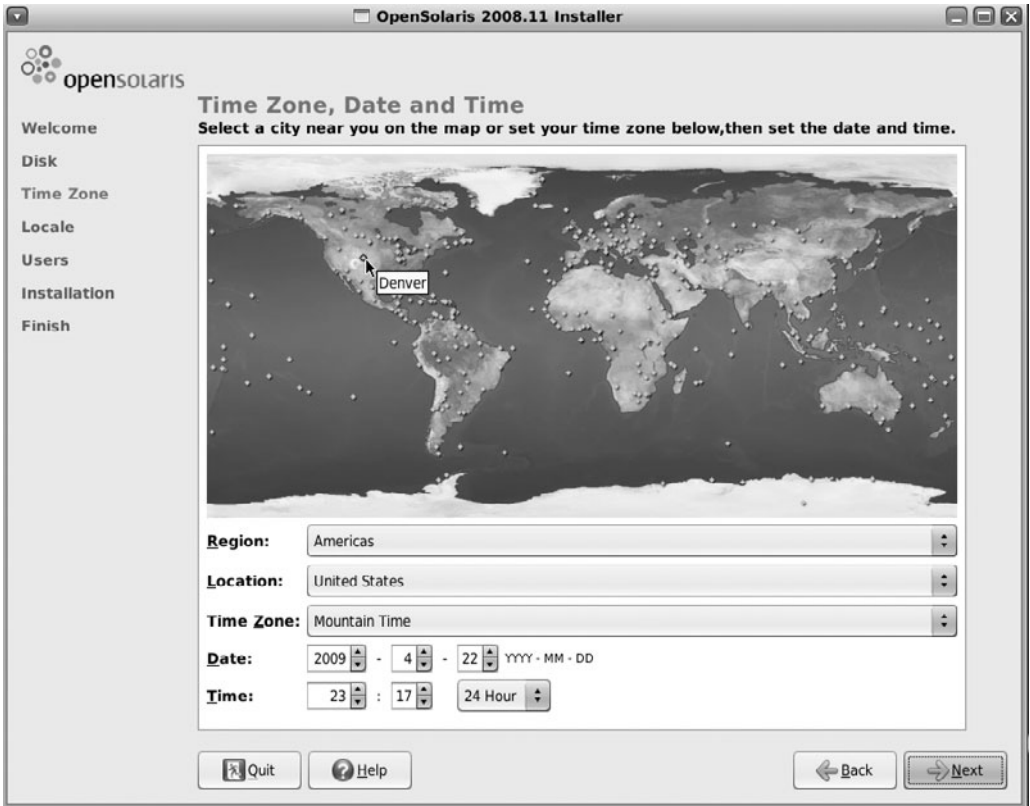 OpenSolaris 2008.11 Installer
opensolaris
Welcome
Disk
Time Zone
Locale
Users
Installation
Finish
Time Zone, Date and Time
Select a city near you on the map or set your time zone below,then set the date and time.
Denver
Region: Americas
Location: United States
Time Zone: Mountain Time
Date: 2009 - 4 - 22 YYYY - MM - DD
Time: 23 : 17 24 Hour
Quit Help Back Next